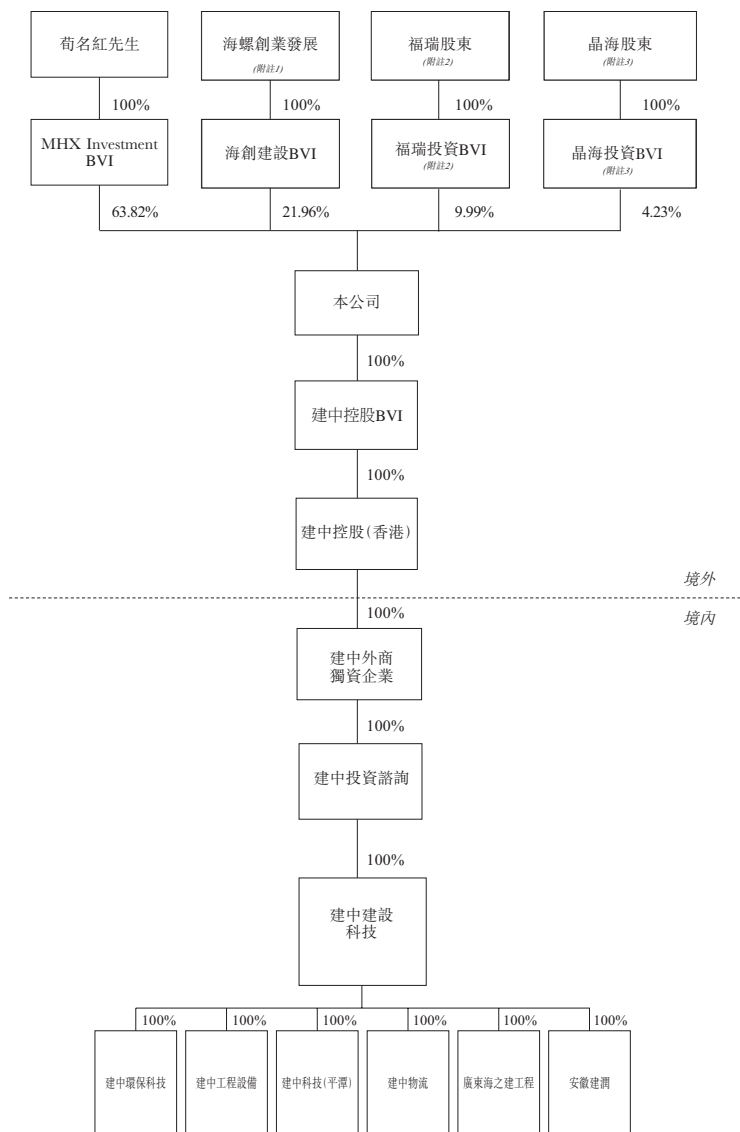 荀名紅先生
海螺創業發展
(附註1)
福瑞股東
(附註2)
晶海股東
(附註3)
100%
100%
100%
100%
MHX Investment
BVI
海創建設BVI
福瑞投資BVI
(附註2)
晶海投資BVI
(附註3)
63.82%
21.96%
9.99%
4.23%
本公司
100%
建中控股BVI
100%
建中控股(香港)
境外
100%
境內
建中外商
獨資企業
100%
建中投資諮詢
100%
建中建設
科技
100%
100%
100%
100%
100%
100%
建中環保科技
建中工程設備
建中科技(平潭)
建中物流
廣東海之建工程
安徽建潤